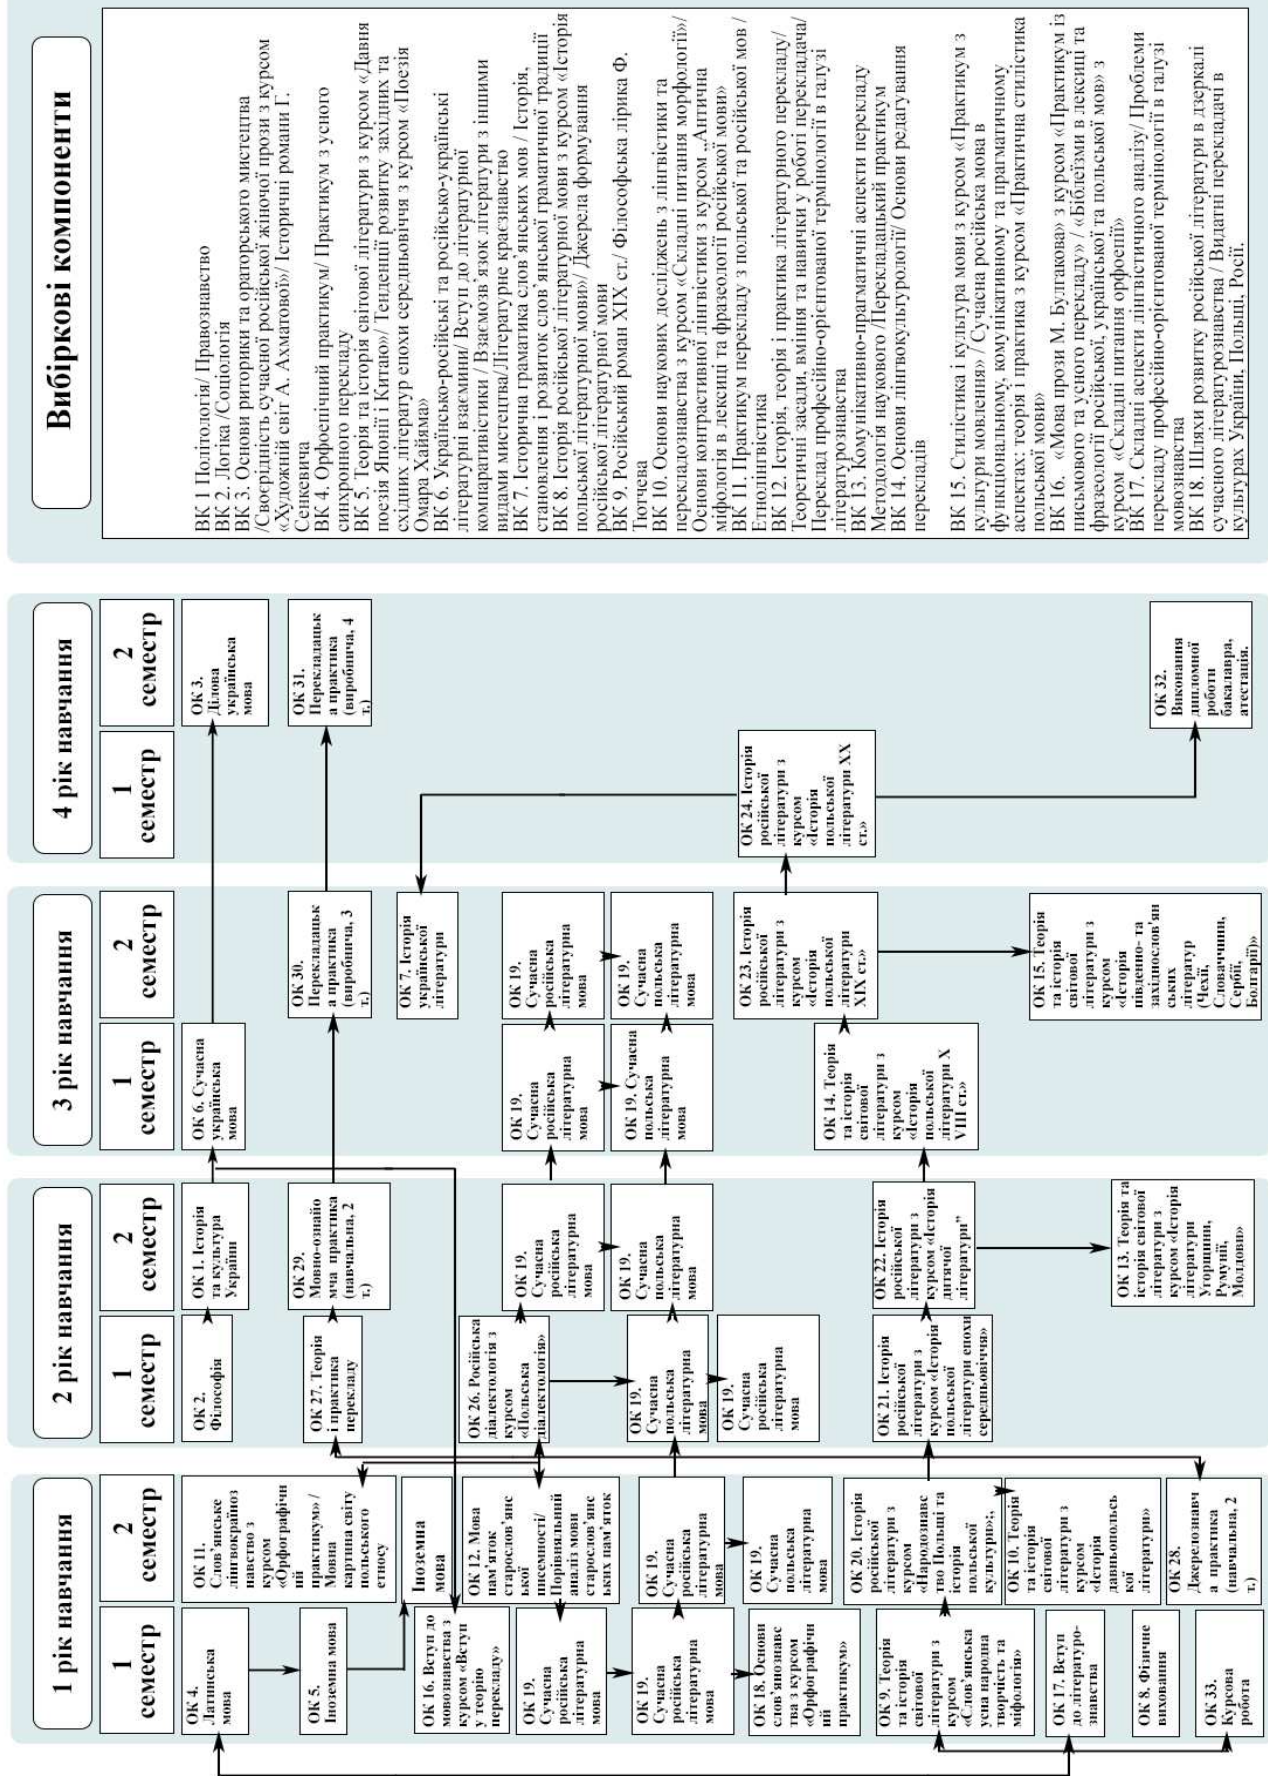 1 рік навчання
1
семестр
2
семестр
ОК 4.
Латинська
мова
ОК 5.
Іноземна мова
ОК 16. Вступ до
мовознавства з
курсом «Вступ
у теорію
перекладу»
ОК 19.
Сучасна
російська
літературна
мова
ОК 19.
Сучасна
російська
літературна
мова
ОК 18. Основи
слов’янознавс
тва з курсом
«Орфографічн
ий
практикум»
ОК 9. Теорія
та історія
світової
літератури з
курсом
«Слов’янська
усна народна
творчість та
міфологія»
ОК 17. Вступ
до літературо-
знавства
ОК 8. Фізичне
виховання
ОК 33.
Курсова
робота
ОК 11.
Слов’янське
лінгвокраїноз
навство з
курсом
«Орфографічн
ий
практикум» /
Мовна
картина світу
польського
етносу
Іноземна
мова
ОК 12. Мова
пам’яток
старослов’янс
ької
писемності/
Порівняльний
аналіз мови
старослов’янс
ьких пам’яток
ОК 19.
Сучасна
російська
літературна
мова
ОК 19.
Сучасна
польська
літературна
мова
ОК 20. Історія
російської
літератури з
курсом
«Народознавс
тво Польщі та
історія
польської
культури»;,
ОК 10. Теорія
та історія
світової
літератури з
курсом
«Історія
давньопольсь
кої
літератури»
ОК 28.
Джерелознавч
а практика
(навчальна, 2
т.)
2 рік навчання
1
семестр
2
семестр
ОК 2.
Філософія
ОК 27. Теорія
і практика
перекладу
ОК 26. Російська
діалектологія з
курсом
«Польська
діалектологія»
ОК 19.
Сучасна
польська
літературна
мова
ОК 19.
Сучасна
російська
літературна
мова
ОК 21. Історія
російської
літератури з
курсом «Історія
польської
літератури епохи
середньовіччя»
ОК 1. Історія
та культура
України
ОК 29.
Мовно-ознайо
мча практика
(навчальна, 2
т.)
ОК 19.
Сучасна
російська
літературна
мова
ОК 19.
Сучасна
польська
літературна
мова
ОК 22. Історія
російської
літератури з
курсом «Історія
дитячої
літератури”
ОК 13. Теорія та
історія світової
літератури з
курсом «Історія
літератури
Угорщини,
Румунії,
Молдови»
3 рік навчання
1
семестр
2
семестр
ОК 6. Сучасна
українська
мова
ОК 19.
Сучасна
російська
літературна
мова
ОК 19. Сучасна
польська
літературна
мова
ОК 14. Теорія
та історія
світової
літератури з
курсом
«Історія
польської
літератури Х
VIII ст.»
ОК 30.
Перекладацьк
а практика
(виробнича, 3
т.)
ОК 7. Історія
української
літератури
ОК 19.
Сучасна
російська
літературна
мова
ОК 19.
Сучасна
польська
літературна
мова
ОК 23. Історія
російської
літератури з
курсом
«Історія
польської
літератури
ХІХ ст.»
ОК 15. Теорія
та історія
світової
літератури з
курсом
«Історія
південно- та
західнослов’ян
ських
літератур
(Чехії,
Словаччини,
Сербії,
Болгарії)»
4 рік навчання
1
семестр
2
семестр
ОК 24. Історія
російської
літератури з
курсом
«Історія
польської
літератури ХХ
ст.»
ОК 3.
Ділова
українська
мова
ОК 31.
Перекладацьк
а практика
(виробнича, 4
т.)
ОК 32.
Виконання
дипломної
роботи
бакалавра,
атестація.
Вибіркові компоненти
ВК 1 Політологія/ Правознавство
ВК 2. Логіка /Соціологія
ВК 3. Основи риторики та ораторського мистецтва
/Своєрідність сучасної російської жіночої прози з курсом
«Художній світ А. Ахматової»/ Історичні романи Г.
Сенкевича
ВК 4. Орфоепічний практикум/ Практикум з усного
синхронного перекладу
ВК 5. Теорія та історія світової літератури з курсом «Давня
поезія Японії і Китаю»/ Тенденції розвитку західних та
східних літератур епохи середньовіччя з курсом «Поезія
Омара Хайяма»
ВК 6. Українсько-російські та російсько-українські
літературні взаємини/ Вступ до літературної
компаративістики / Взаємозв’язок літератури з іншими
видами мистецтва/Літературне краєзнавство
ВК 7. Історична граматика слов’янських мов / Історія,
становлення і розвиток слов’янської граматичної традиції
ВК 8. Історія російської літературної мови з курсом «Історія
польської літературної мови»/ Джерела формування
російської літературної мови
ВК 9. Російський роман ХІХ ст./ Філософська лірика Ф.
Тютчева
ВК 10. Основи наукових досліджень з лінгвістики та
перекладознавства з курсом «Складні питання морфології»/
Основи контрастивної лінгвістики з курсом „Антична
міфологія в лексиці та фразеології російської мови»
ВК 11. Практикум перекладу з польської та російської мов /
Етнолінгвістика
ВК 12. Історія, теорія і практика літературного перекладу/
Теоретичні засади, вміння та навички у роботі перекладача/
Переклад професійно-орієнтованої термінології в галузі
літературознавства
ВК 13. Комунікативно-прагматичні аспекти перекладу
Методологія наукового /Перекладацький практикум
ВК 14. Основи лінгвокультурології/ Основи редагування
перекладів
ВК 15. Стилістика і культура мови з курсом «Практикум з
культури мовлення» / Сучасна російська мова в
функціональному, комунікативному та прагматичному
аспектах: теорія і практика з курсом «Практична стилістика
польської мови»
ВК 16. «Мова прози М. Булгакова» з курсом «Практикум із
письмового та усного перекладу» / «Біблеїзми в лексиці та
фразеології російської, української та польської мов» з
курсом «Складні питання орфоепії»
ВК 17. Складні аспекти лінгвістичного аналізу/ Проблеми
перекладу професійно-орієнтованої термінології в галузі
мовознавства
ВК 18. Шляхи розвитку російської літератури в дзеркалі
сучасного літературознавства / Видатні перекладачі в
культурах України, Польщі, Росії.